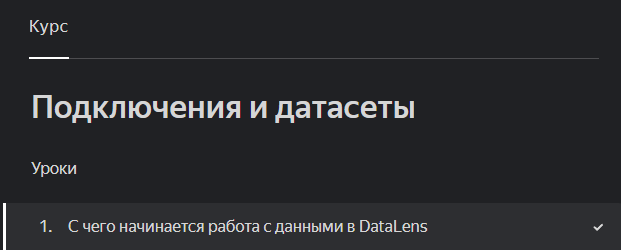 Курс
Подключения и датасеты
Уроки
1. С чего начинается работа с данными в DataLens